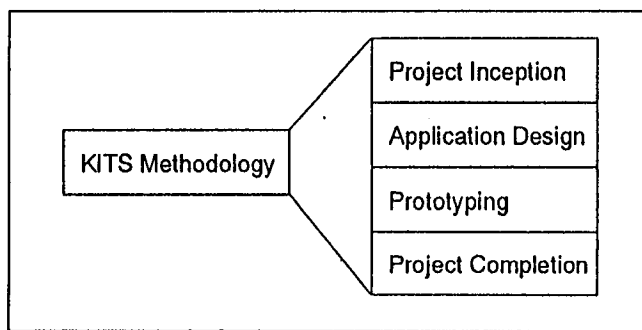 KITS Methodology
Project Inception
Application Design
Prototyping
Project Completion